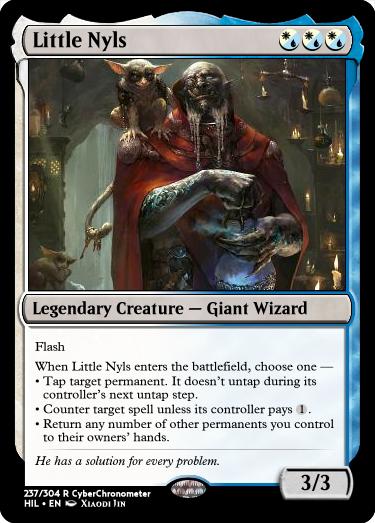 Little Nyls
Legendary Creature — Giant Wizard
Flash
When Little Nyls enters the battlefield, choose one —
• Tap target permanent. It doesn't untap during its
controller's next untap step.
• Counter target spell unless its controller pays 1.
• Return any number of other permanents you control
to their owners' hands.
He has a solution for every problem.
3/3
237/304 R CyberChronometer
HIL • EN Xiaodi Jin